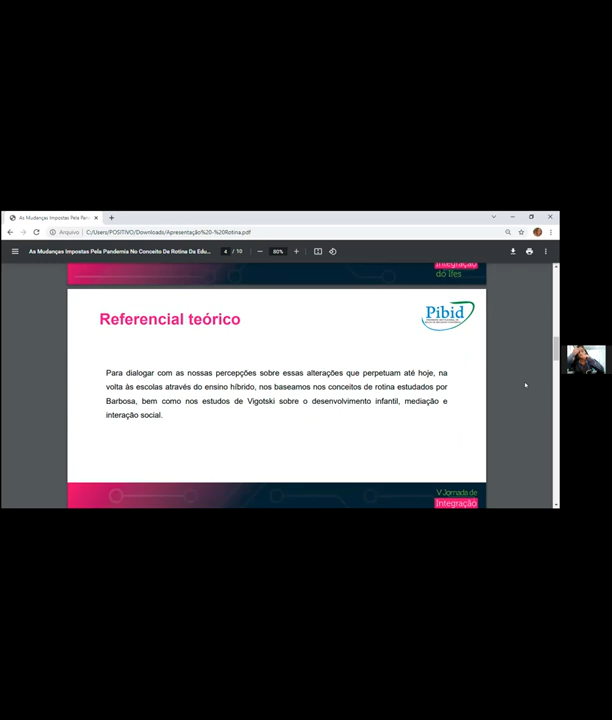 As Mudanças Impostas Pela Pan
Arquivo
C:/Users/POSITIVO/Downloads/Apresentação%20-%20Rotina.pdf
As Mudanças Impostas Pela Pandemia No Conceito De Rotina Da Edu...
4 / 10
80%
Integração
do Ifes
Referencial teórico
Pibid
Para dialogar com as nossas percepções sobre essas alterações que perpetuam até hoje, na
volta às escolas através do ensino híbrido, nos baseamos nos conceitos de rotina estudados por
Barbosa, bem como nos estudos de Vigotski sobre o desenvolvimento infantil, mediação e
interação social.
V Jornada de
Integração